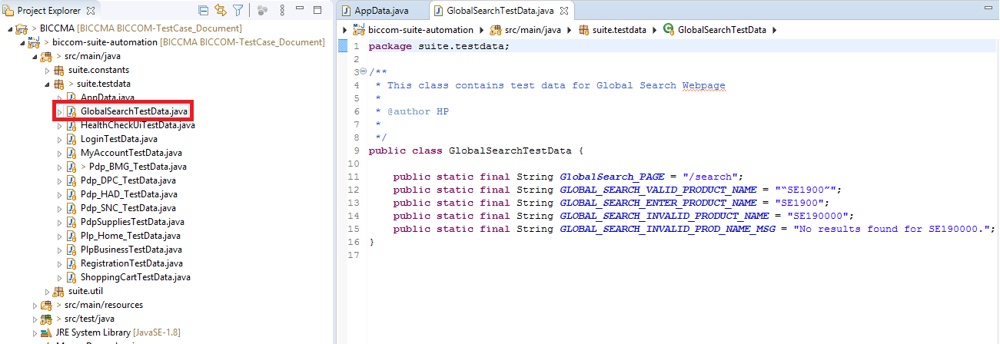 Project Explorer
> BICCMA [BICCMA BICCOM-TestCase_Document]
> biccom-suite-automation [BICCMA BICCOM-TestCase_Document]
> src/main/java
suite.constants
> suite.testdata
AppData.java
GlobalSearchTestData.java
HealthCheckUiTestData.java
LoginTestData.java
MyAccountTestData.java
> Pdp_BMG_TestData.java
Pdp_DPC_TestData.java
Pdp_HAD_TestData.java
Pdp_SNC_TestData.java
PdpSuppliesTestData.java
Plp_Home_TestData.java
PlpBusinessTestData.java
RegistrationTestData.java
ShoppingCartTestData.java
suite.util
> src/main/resources
> src/test/java
JRE System Library [JavaSE-1.8]
AppData.java GlobalSearchTestData.java
biccom-suite-automation src/main/java suite.testdata GlobalSearchTestData
1 package suite.testdata;
2
3 /**
4 * This class contains test data for Global Search Webpage
5 *
6 * @author HP
7 *
8 */
9 public class GlobalSearchTestData {
10
11 public static final String GlobalSearch_PAGE = "/search";
12 public static final String GLOBAL_SEARCH_VALID_PRODUCT_NAME = "“SE1900”";
13 public static final String GLOBAL_SEARCH_ENTER_PRODUCT_NAME = "SE1900";
14 public static final String GLOBAL_SEARCH_INVALID_PRODUCT_NAME = "SE190000";
15 public static final String GLOBAL_SEARCH_INVALID_PROD_NAME_MSG = "No results found for SE190000.";
16 }
17